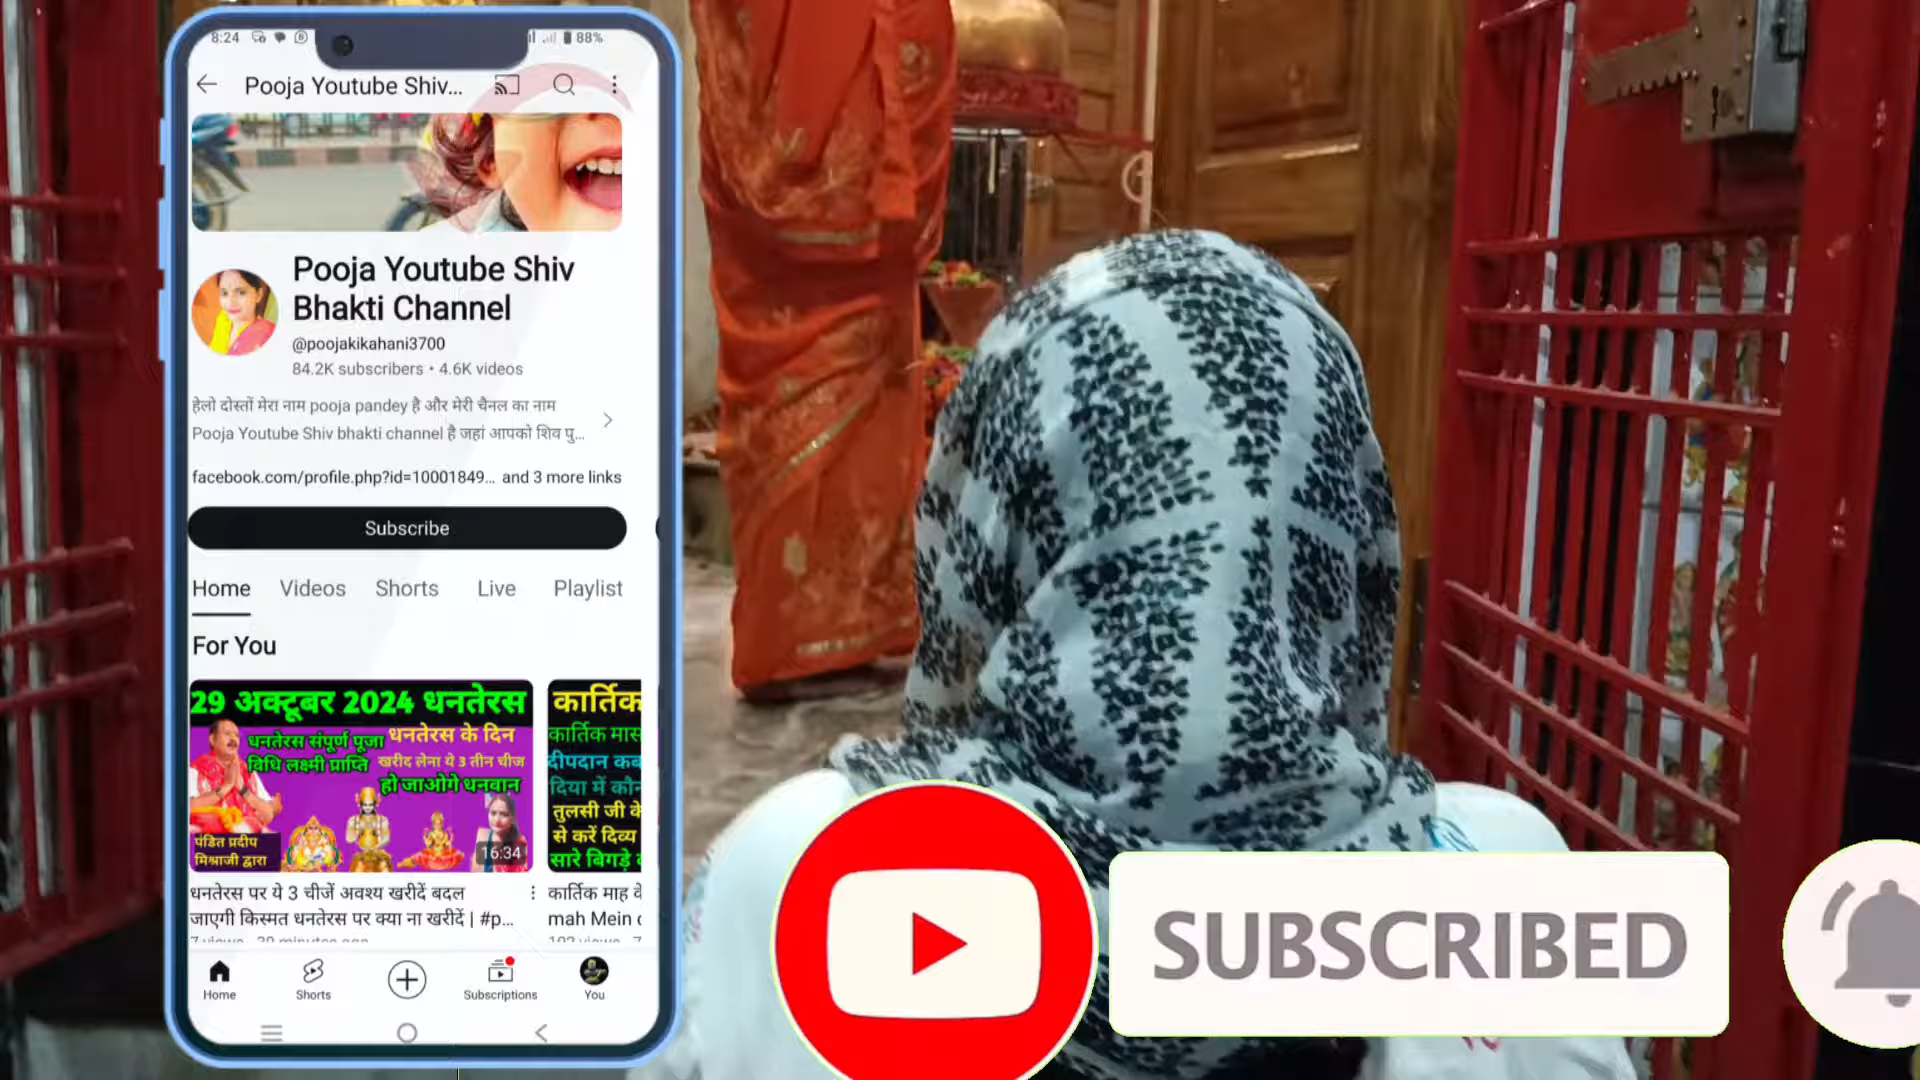 8:24
88%
Pooja Youtube Shiv...
Pooja Youtube Shiv
Bhakti Channel
@poojakikahani3700
84.2K subscribers • 4.6K videos
हेलो दोस्तों मेरा नाम pooja pandey है और मेरी चैनल का नाम
Pooja Youtube Shiv bhakti channel है जहां आपको शिव पु...
facebook.com/profile.php?id=10001849... and 3 more links
Subscribe
Home Videos Shorts Live Playlist
For You
29 अक्टूबर 2024 धनतेरस
धनतेरस संपूर्ण पूजा
विधि लक्ष्मी प्राप्ति
धनतेरस के दिन
खरीद लेना ये 3 तीन चीज
हो जाओगे धनवान
पंडित प्रदीप
मिश्राजी द्वारा
16:34
कार्तिक
कार्तिक मास
दीपदान कब
दिया में कौन
तुलसी जी के
से करें दिव्य
सारे बिगड़े
धनतेरस पर ये 3 चीजें अवश्य खरीदें बदल
जाएगी किस्मत धनतेरस पर क्या ना खरीदें | #p...
कार्तिक माह के
mah Mein
Home
Shorts
Subscriptions
You
SUBSCRIBED